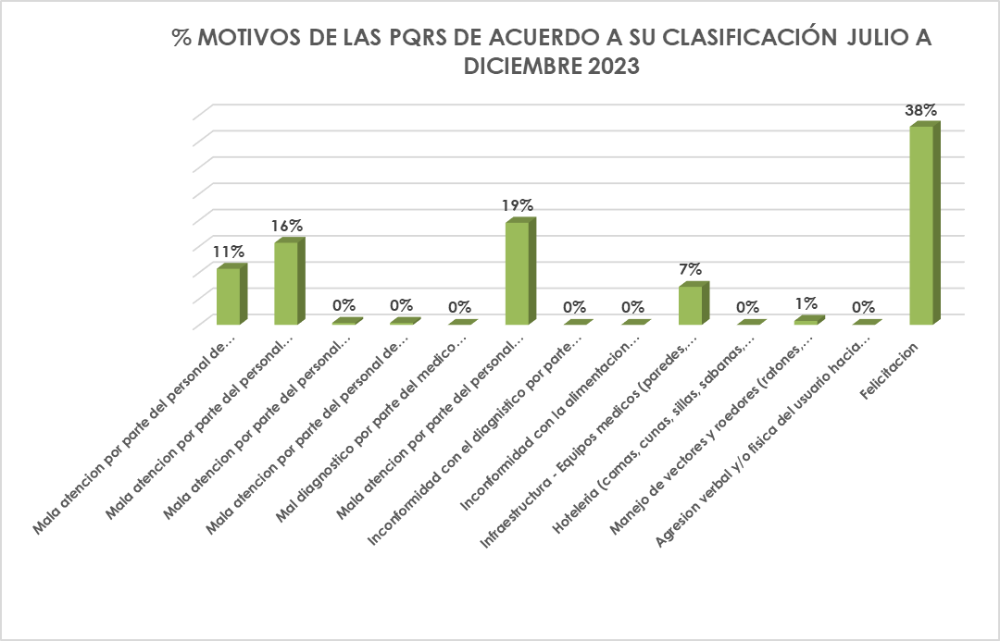 % MOTIVOS DE LAS PQRS DE ACUERDO A SU CLASIFICACIÓN JULIO A
DICIEMBRE 2023
11%
16%
0%
0%
0%
19%
0%
0%
7%
0%
1%
0%
38%
Mala atencion por parte del personal de...
Mala atencion por parte del personal...
Mala atencion por parte del personal...
Mala atencion por parte del personal de...
Mal diagnostico por parte del medico...
Mala atencion por parte del personal...
Inconformidad con el diagnistico por parte...
Inconformidad con la alimentacion...
Infraestructura - Equipos medicos (paredes,...
Hoteleria (camas, cunas, sillas, sabanas,...
Manejo de vectores y roedores (ratones,...
Agresion verbal y/o fisica del usuario hacia...
Felicitacion